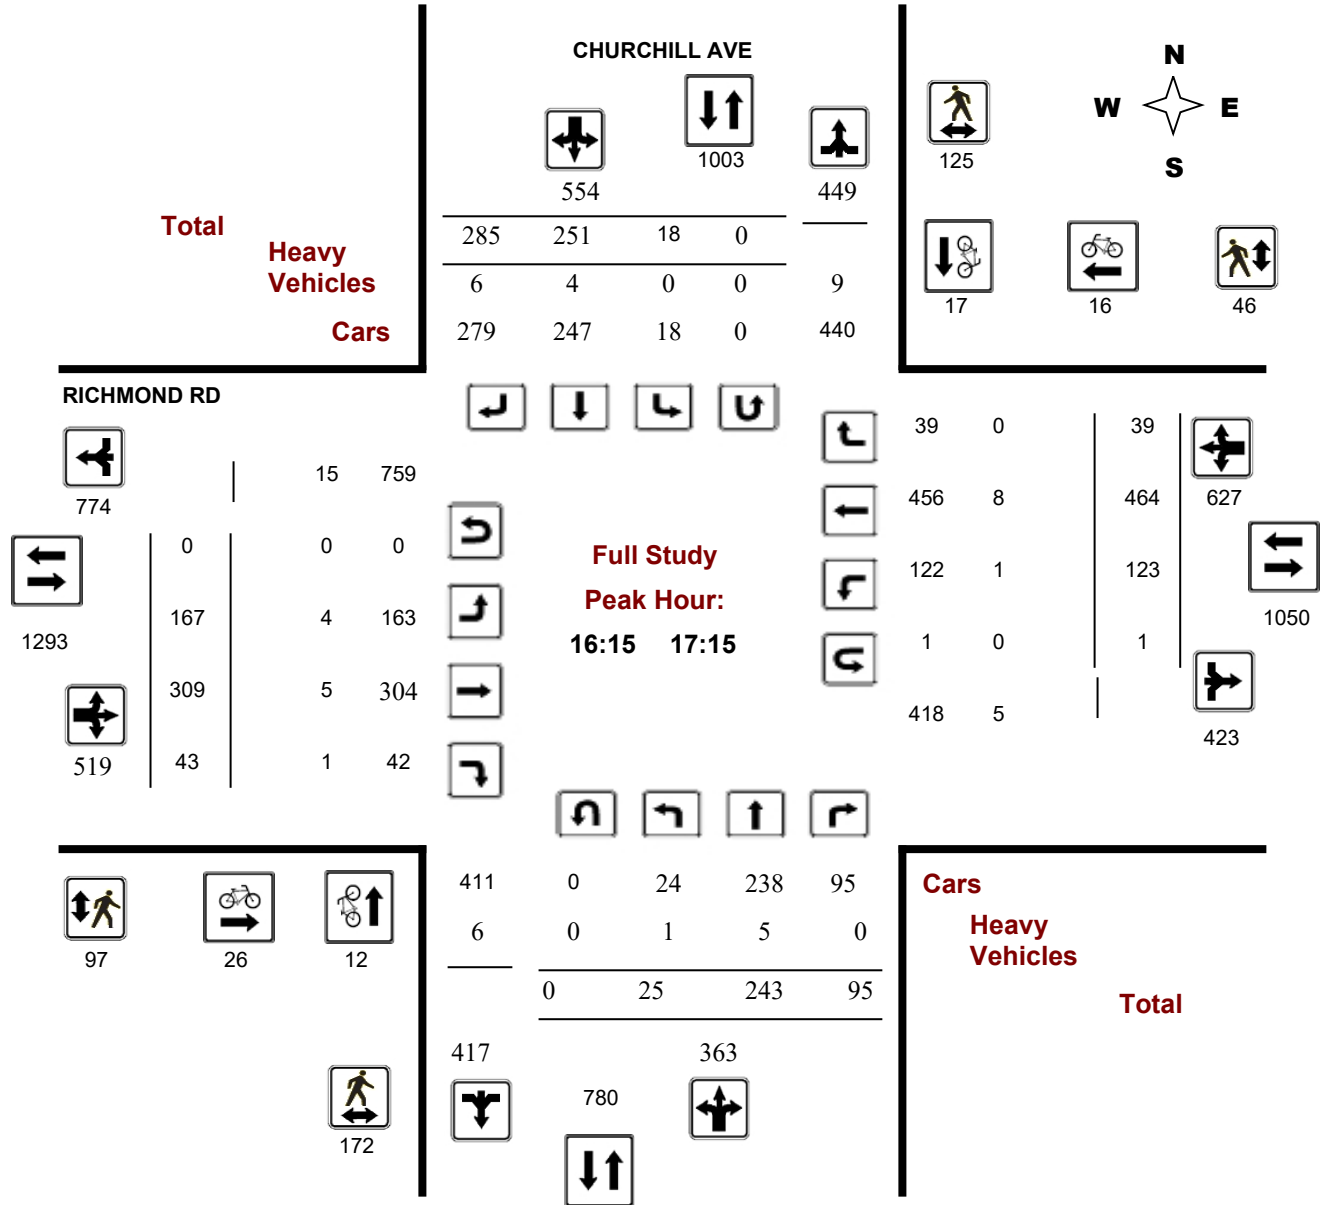 CHURCHILL AVE
N
W E
S
1003
125
554
449
Total
285 251 18 0
Heavy
Vehicles
6 4 0 0 9
17 16 46
Cars
279 247 18 0 440
RICHMOND RD
39 0 39
15 759
774
456 8 464 627
0 0 0
Full Study
122 1 123
Peak Hour:
167 4 163
1050
1293
16:15 17:15
1 0 1
309 5 304
418 5
423
519 43 1 42
411 0 24 238 95
Cars
6 0 1 5 0
Heavy
Vehicles
97 26 12
0 25 243 95
Total
417 363
780
172